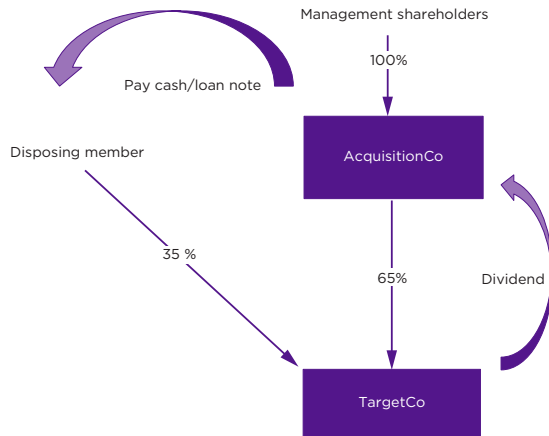 Management shareholders
100%
Pay cash/loan note
Disposing member
AcquisitionCo
35 %
65%
Dividend
TargetCo